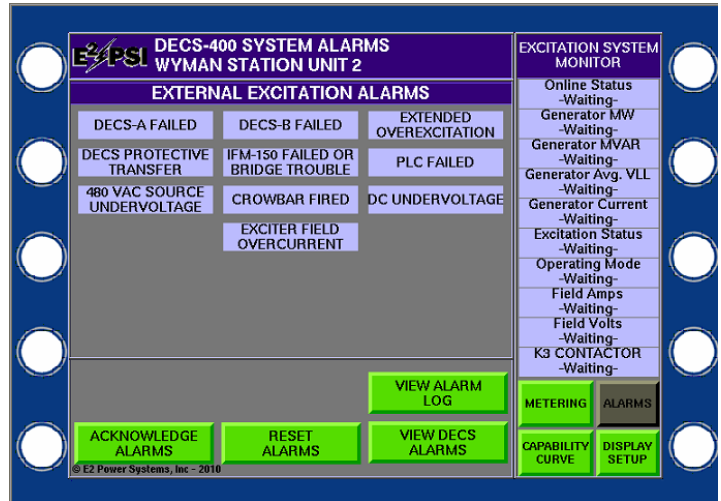 E2 PSI
DECS-400 SYSTEM ALARMS
WYMAN STATION UNIT 2
EXTERNAL EXCITATION ALARMS
DECS-A FAILED
DECS-B FAILED
EXTENDED
OVEREXCITATION
DECS PROTECTIVE
TRANSFER
IFM-150 FAILED OR
BRIDGE TROUBLE
PLC FAILED
480 VAC SOURCE
UNDERVOLTAGE
CROWBAR FIRED
DC UNDERVOLTAGE
EXCITER FIELD
OVERCURRENT
VIEW ALARM
LOG
ACKNOWLEDGE
ALARMS
RESET
ALARMS
VIEW DECS
ALARMS
© E2 Power Systems, Inc - 2010
EXCITATION SYSTEM
MONITOR
Online Status
-Waiting-
Generator MW
-Waiting-
Generator MVAR
-Waiting-
Generator Avg. VLL
-Waiting-
Generator Current
-Waiting-
Excitation Status
-Waiting-
Operating Mode
-Waiting-
Field Amps
-Waiting-
Field Volts
-Waiting-
K3 CONTACTOR
-Waiting-
METERING
ALARMS
CAPABILITY
CURVE
DISPLAY
SETUP